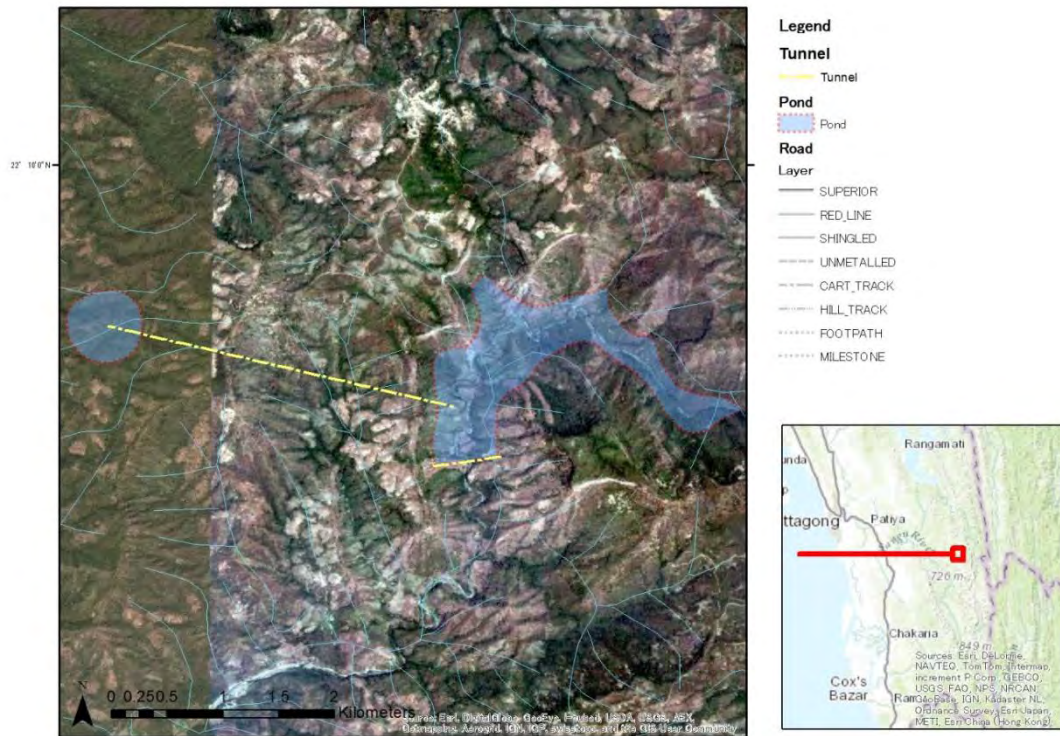 22° 10'0"N
N
0 0.250.5 1 1.5 2
Kilometers
Legend
Tunnel
Tunnel
Pond
Pond
Road
Layer
SUPERIOR
RED_LINE
SHINGLED
UNMETALLED
CART_TRACK
HILL_TRACK
FOOTPATH
MILESTONE
Rangamati
unda
ttagong
Patiya
River
726 m
Chakaria
849 m
Cox's
Bazar
Ram
Sources: Esri, DeLorme,
NAVTEQ, TomTom, Intermap,
increment P Corp., GEBCO,
USGS, FAO, NPS, NRCAN,
GeoBase, IGN, Kadaster NL,
Ordnance Survey, Esri Japan,
METI, Esri China (Hong Kong),